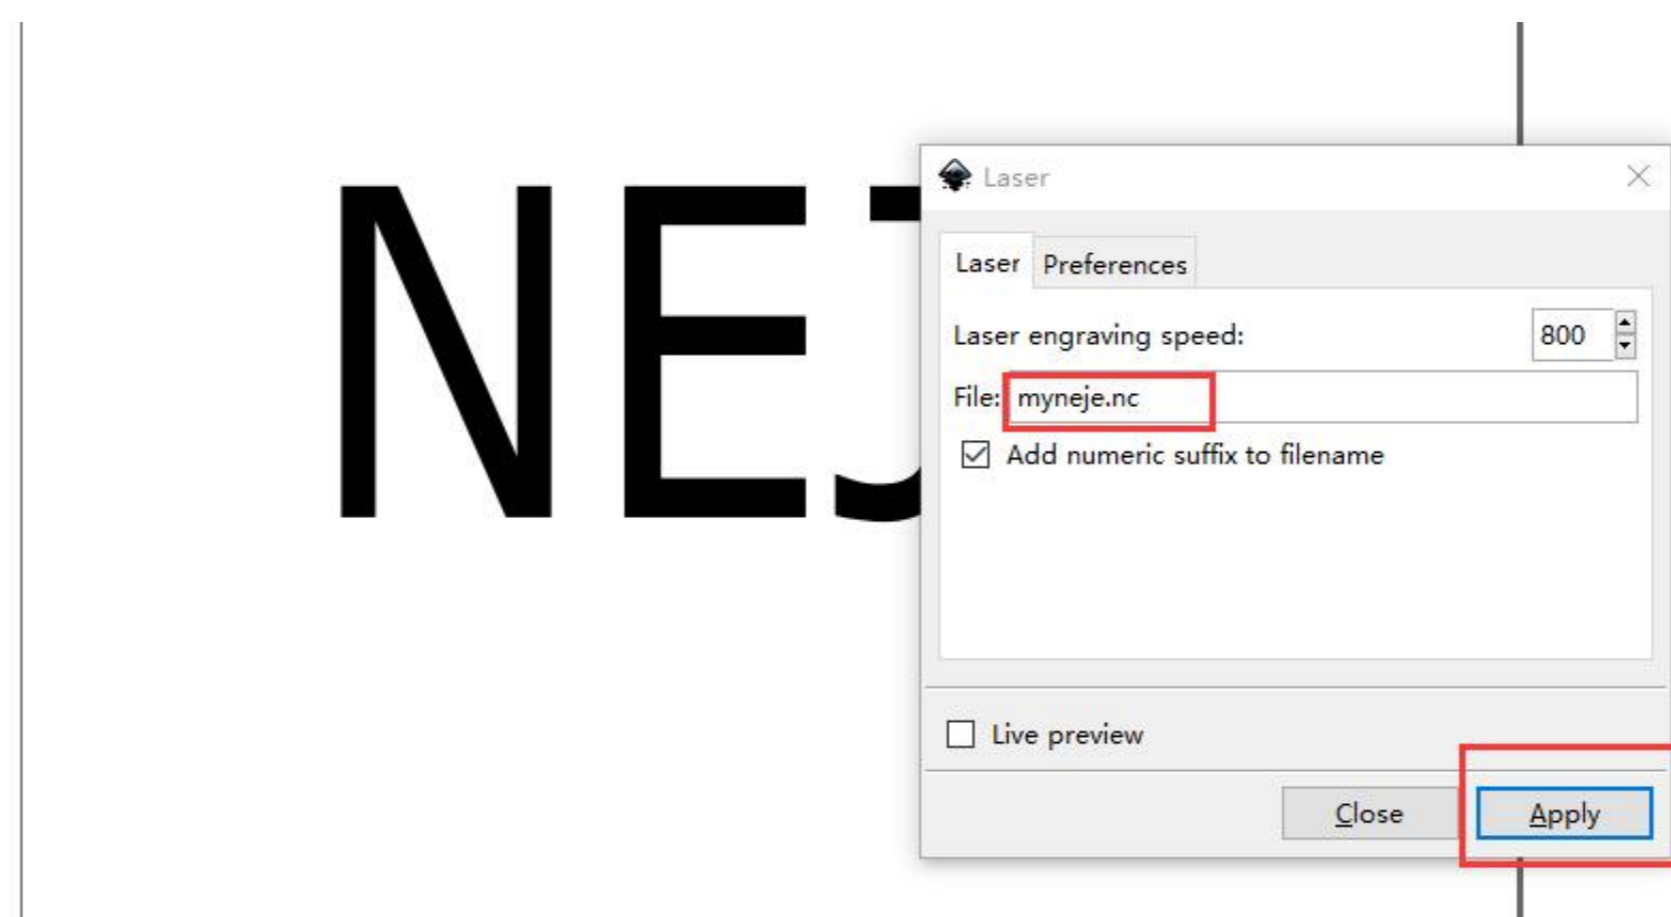 NEJ
Laser
Laser Preferences
Laser engraving speed: 800
File: myneje.nc
Add numeric suffix to filename
Live preview
Close Apply